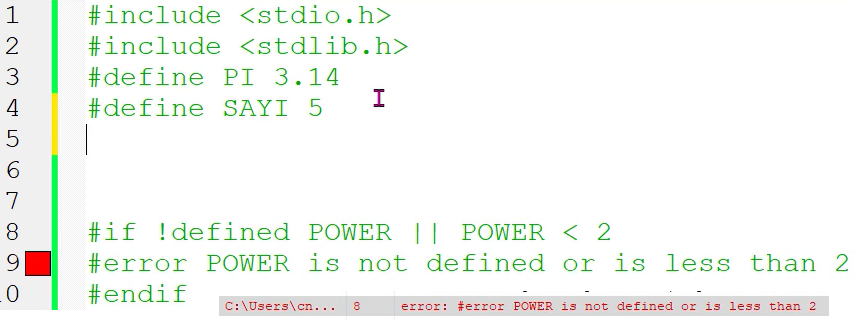 1 #include <stdio.h>
2 #include <stdlib.h>
3 #define PI 3.14
4 #define SAYI 5
5
6
7
8 #if !defined POWER || POWER < 2
9 #error POWER is not defined or is less than 2
10 #endif
C:\Users\cn... 8 error: #error POWER is not defined or is less than 2